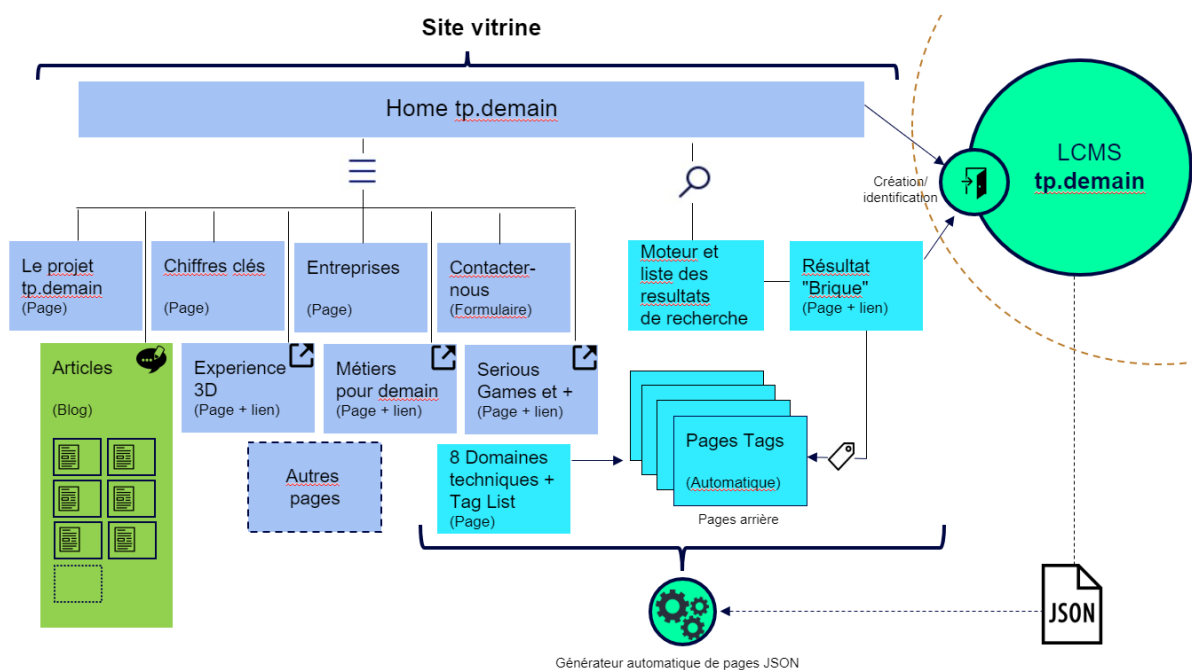 Site vitrine
Home tp.demain
LCMS
tp.demain
Création/
identification
Le projet
tp.demain
(Page)
Chiffres clés
(Page)
Entreprises
(Page)
Contacter-
nous
(Formulaire)
Moteur et
liste des
resultats
de recherche
Résultat
"Brique"
(Page + lien)
Articles
(Blog)
Experience
3D
(Page + lien)
Métiers
pour demain
(Page + lien)
Serious
Games et +
(Page + lien)
Autres
pages
8 Domaines
techniques +
Tag List
(Page)
Pages Tags
(Automatique)
Pages arrière
JSON
Générateur automatique de pages JSON